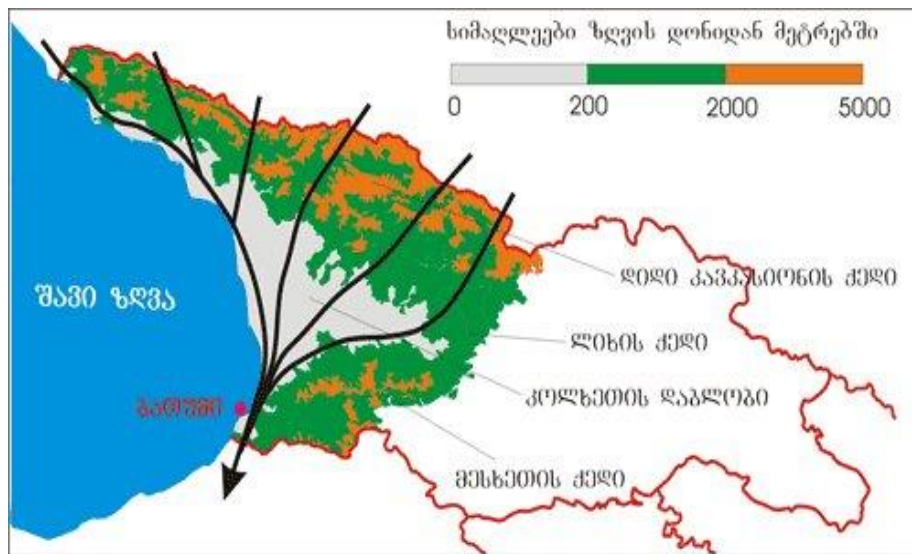 სიმაღლეები ზღვის დონიდან მეტრებში
0 200 2000 5000
დიდი კავკასიონის ქედი
შავი ზღვა
ლიხის ქედი
კოლხეთის დაბლობი
ბათუმი
მესხეთის ქედი